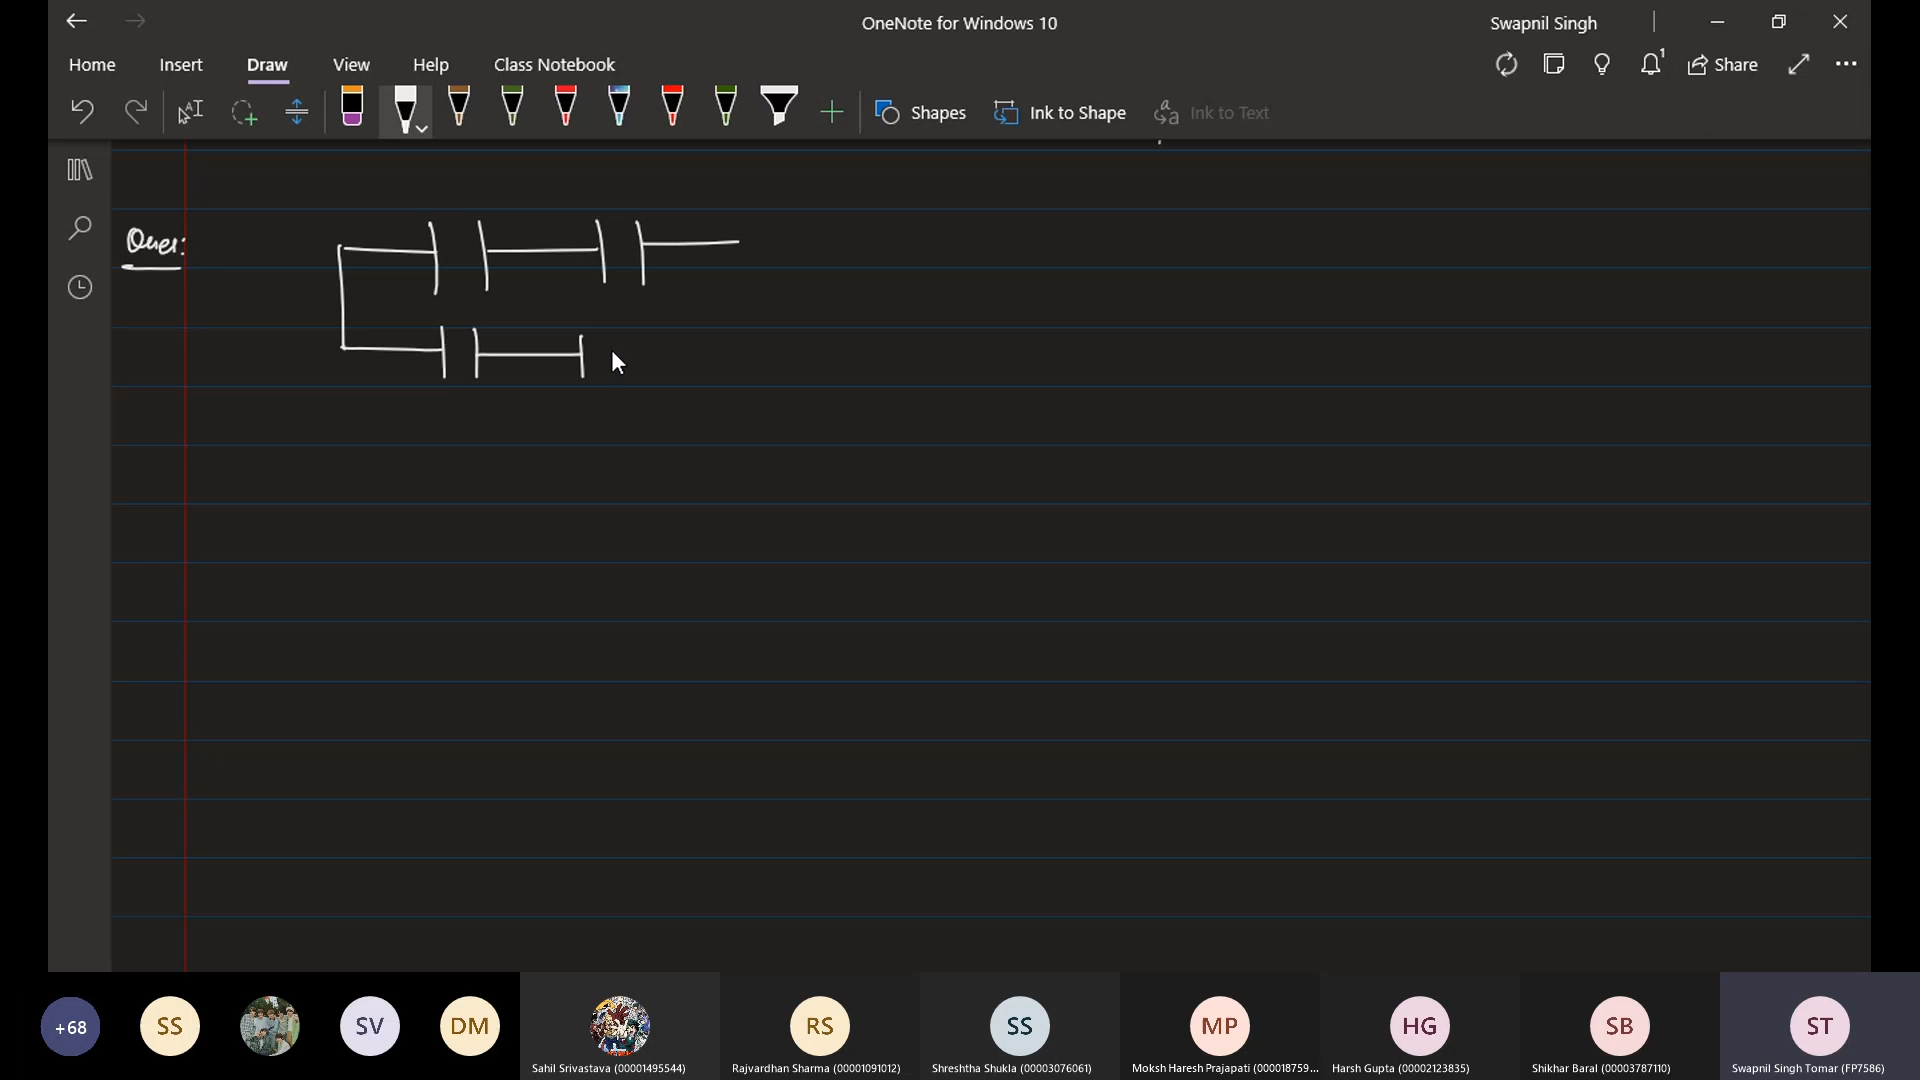 OneNote for Windows 10
Swapnil Singh
Home Insert Draw View Help Class Notebook
1
Share
Shapes Ink to Shape Ink to Text
Ques:
+68 SS SV DM RS SS MP HG SB ST
Sahil Srivastava (00001495544) Rajvardhan Sharma (00001091012) Shreshtha Shukla (00003076061) Moksh Haresh Prajapati (000018759... Harsh Gupta (00002123835) Shikhar Baral (00003787110) Swapnil Singh Tomar (FP7586)